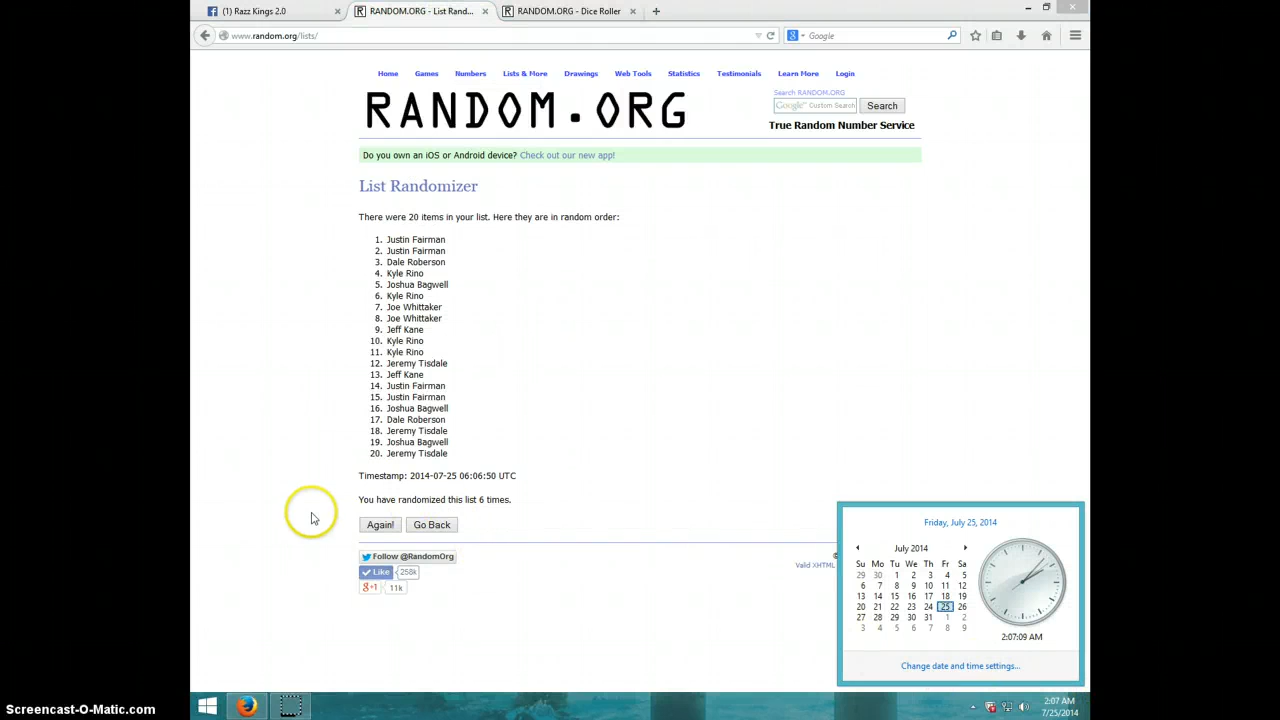 (1) Razz Kings 2.0
RANDOM.ORG - List Rand...
RANDOM.ORG - Dice Roller
www.random.org/lists/
Google
Home Games Numbers Lists & More Drawings Web Tools Statistics Testimonials Learn More Login
RANDOM.ORG
Search RANDOM.ORG
Google™ Custom Search
Search
True Random Number Service
Do you own an iOS or Android device? Check out our new app!
List Randomizer
There were 20 items in your list. Here they are in random order:
1. Justin Fairman
2. Justin Fairman
3. Dale Roberson
4. Kyle Rino
5. Joshua Bagwell
6. Kyle Rino
7. Joe Whittaker
8. Joe Whittaker
9. Jeff Kane
10. Kyle Rino
11. Kyle Rino
12. Jeremy Tisdale
13. Jeff Kane
14. Justin Fairman
15. Justin Fairman
16. Joshua Bagwell
17. Dale Roberson
18. Jeremy Tisdale
19. Joshua Bagwell
20. Jeremy Tisdale
Timestamp: 2014-07-25 06:06:50 UTC
You have randomized this list 6 times.
Again! Go Back
Follow @RandomOrg
Like 258k
g+1 11k
©
Valid XHTML
Friday, July 25, 2014
July 2014
Su Mo Tu We Th Fr Sa
29 30 1 2 3 4 5
6 7 8 9 10 11 12
13 14 15 16 17 18 19
20 21 22 23 24 25 26
27 28 29 30 31 1 2
3 4 5 6 7 8 9
2:07:09 AM
Change date and time settings...
2:07 AM
7/25/2014
Screencast-O-Matic.com